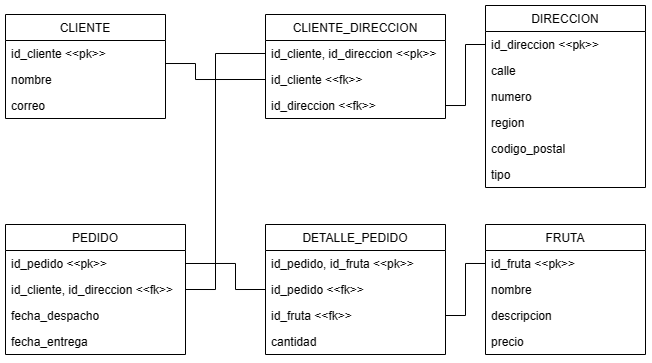 CLIENTE
id_cliente <<pk>>
nombre
correo
CLIENTE_DIRECCION
id_cliente, id_direccion <<pk>>
id_cliente <<fk>>
id_direccion <<fk>>
DIRECCION
id_direccion <<pk>>
calle
numero
region
codigo_postal
tipo
PEDIDO
id_pedido <<pk>>
id_cliente, id_direccion <<fk>>
fecha_despacho
fecha_entrega
DETALLE_PEDIDO
id_pedido, id_fruta <<pk>>
id_pedido <<fk>>
id_fruta <<fk>>
cantidad
FRUTA
id_fruta <<pk>>
nombre
descripcion
precio